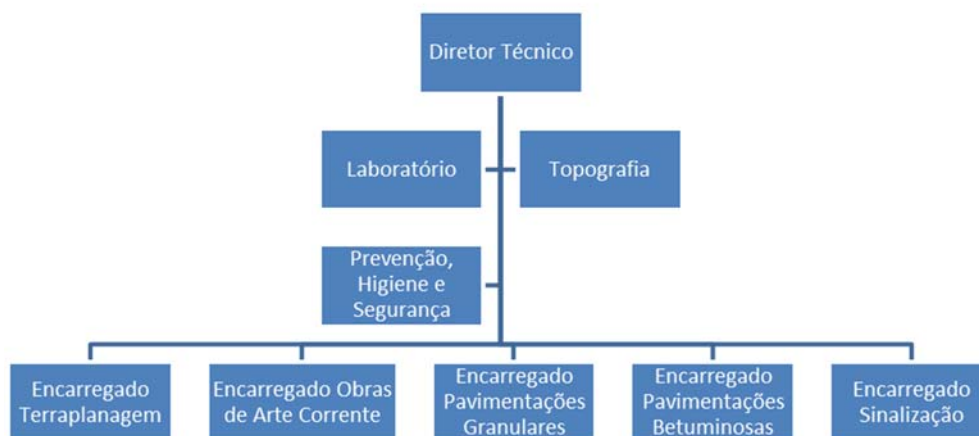 Diretor Técnico
Laboratório
Topografia
Prevenção,
Higiene e
Segurança
Encarregado
Terraplanagem
Encarregado Obras
de Arte Corrente
Encarregado
Pavimentações
Granulares
Encarregado
Pavimentações
Betuminosas
Encarregado
Sinalização